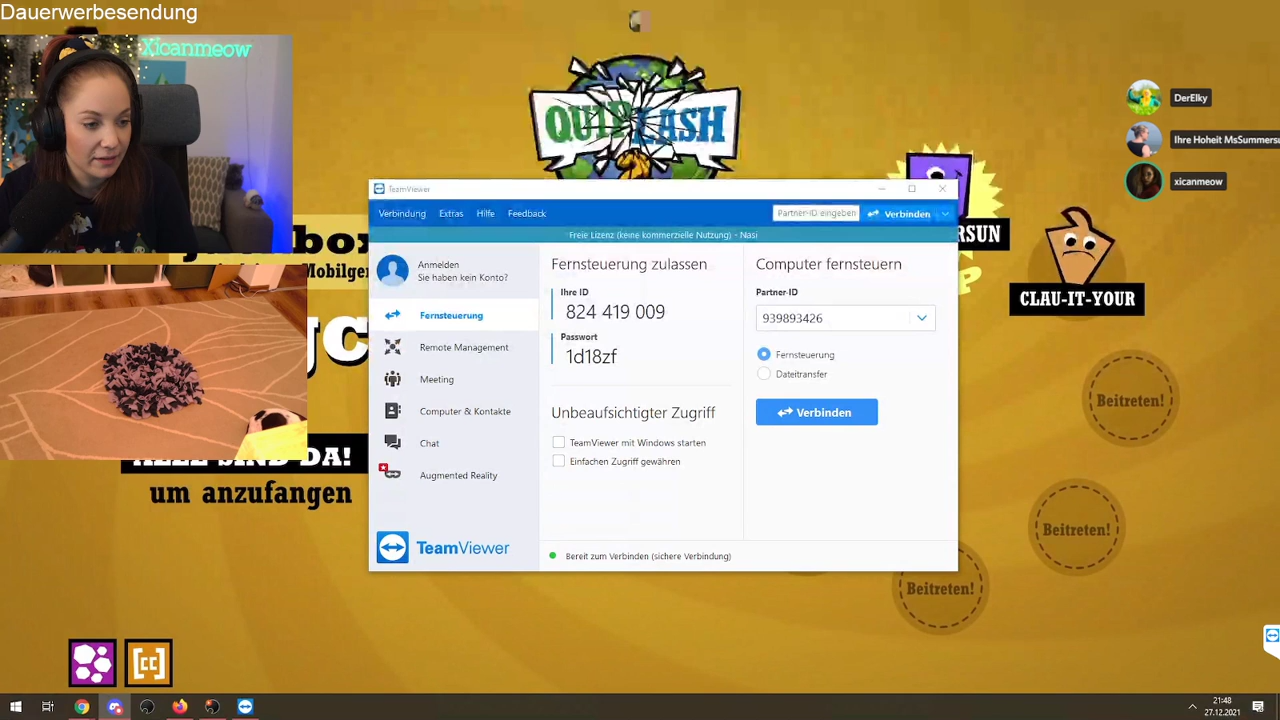 Dauerwerbesendung
Xicanmeow
QUIPLASH
DerElky
xicanmeow
TeamViewer
Verbindung Extras Hilfe Feedback
Partner-ID eingeben
Verbinden
Freie Lizenz (keine kommerzielle Nutzung) - Nasi
Anmelden
Sie haben kein Konto?
Fernsteuerung
Remote Management
Meeting
Computer & Kontakte
Chat
Augmented Reality
TeamViewer
Fernsteuerung zulassen
Ihre ID
824 419 009
Passwort
1d18zf
Unbeaufsichtigter Zugriff
TeamViewer mit Windows starten
Einfachen Zugriff gewähren
Computer fernsteuern
Partner-ID
939893426
Fernsteuerung
Dateitransfer
Verbinden
Bereit zum Verbinden (sichere Verbindung)
CLAU-IT-YOUR
Beitreten!
Beitreten!
Beitreten!
ALLE SIND DA!
um anzufangen
21:48
27.12.2021